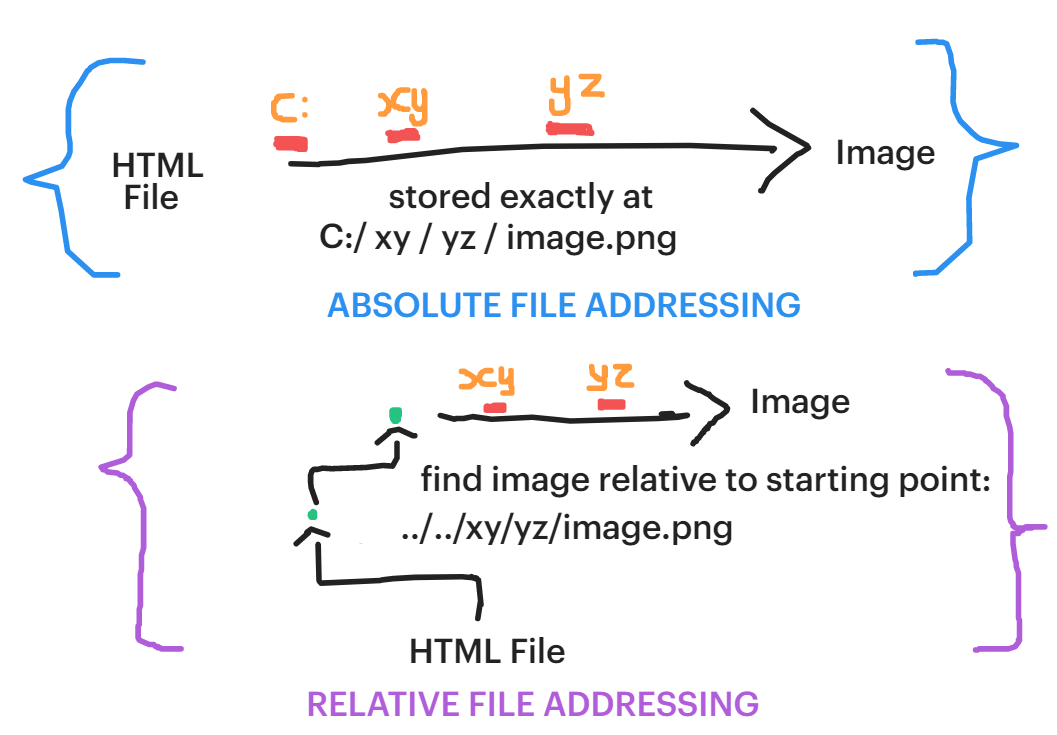 C: xy yz
HTML
File
Image
stored exactly at
C:/ xy / yz / image.png
ABSOLUTE FILE ADDRESSING
xy yz
Image
find image relative to starting point:
../../xy/yz/image.png
HTML File
RELATIVE FILE ADDRESSING